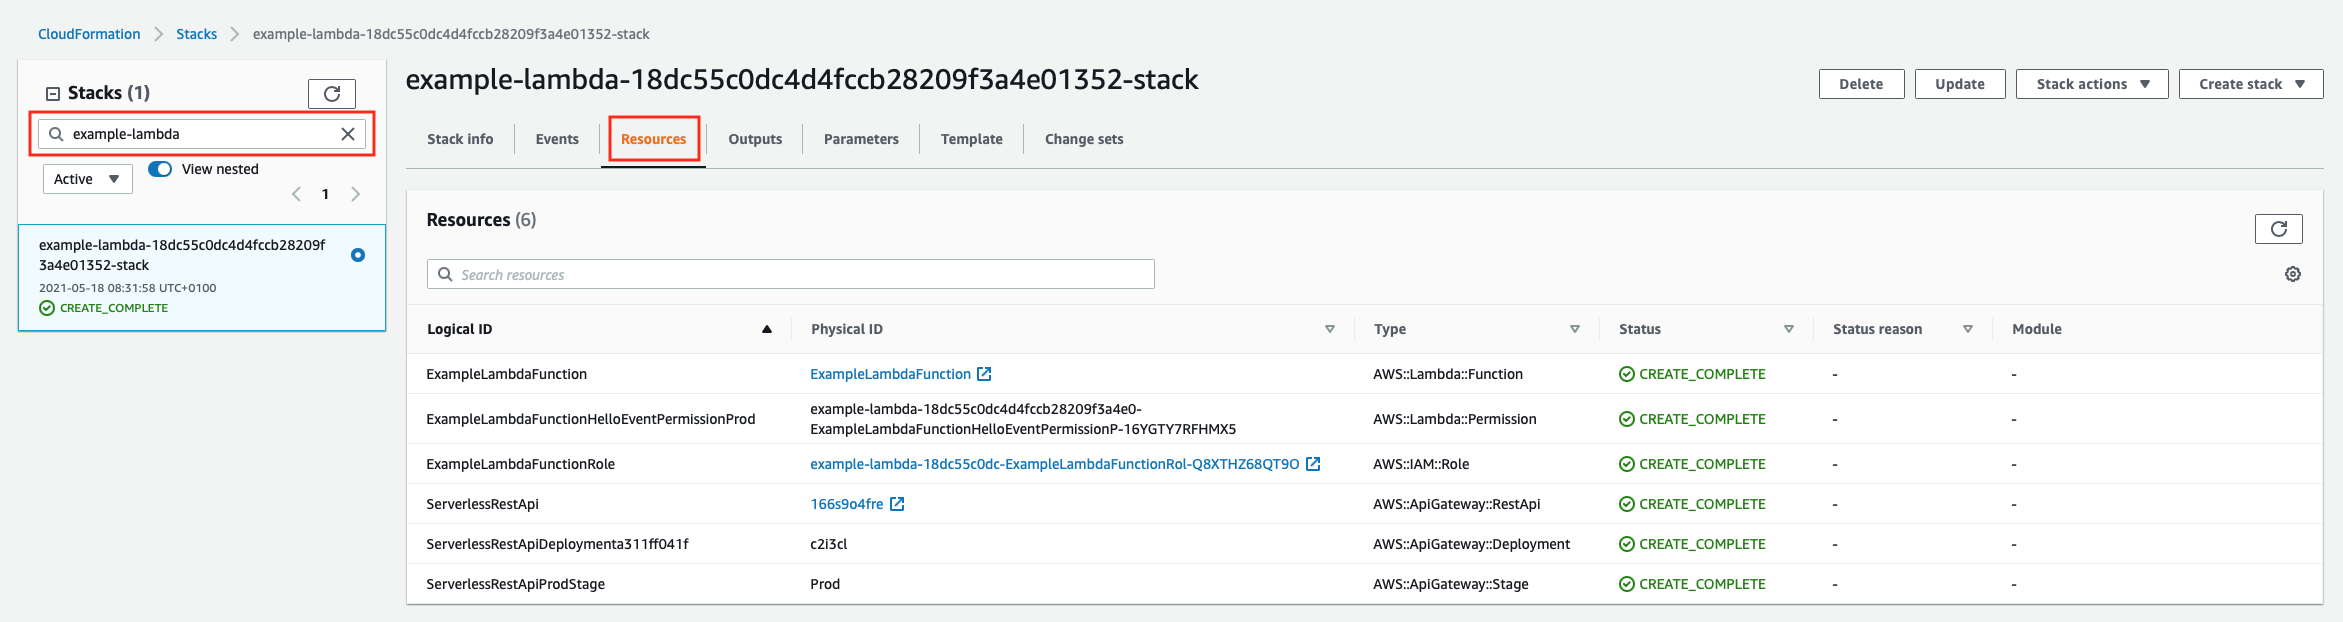 CloudFormation > Stacks > example-lambda-18dc55c0dc4d4fccb28209f3a4e01352-stack
Stacks (1)
example-lambda
Active
View nested
1
example-lambda-18dc55c0dc4d4fccb28209f
3a4e01352-stack
2021-05-18 08:31:58 UTC+0100
CREATE_COMPLETE
example-lambda-18dc55c0dc4d4fccb28209f3a4e01352-stack
Delete Update Stack actions Create stack
Stack info Events Resources Outputs Parameters Template Change sets
Resources (6)
Search resources
Logical ID Physical ID Type Status Status reason Module
ExampleLambdaFunction ExampleLambdaFunction AWS::Lambda::Function CREATE_COMPLETE - -
ExampleLambdaFunctionHelloEventPermissionProd example-lambda-18dc55c0dc4d4fccb28209f3a4e0-
ExampleLambdaFunctionHelloEventPermissionP-16YGTY7RFHMX5 AWS::Lambda::Permission CREATE_COMPLETE - -
ExampleLambdaFunctionRole example-lambda-18dc55c0dc-ExampleLambdaFunctionRol-Q8XTHZ68QT9O AWS::IAM::Role CREATE_COMPLETE - -
ServerlessRestApi 166s9o4fre AWS::ApiGateway::RestApi CREATE_COMPLETE - -
ServerlessRestApiDeploymenta311ff041f c2i3cl AWS::ApiGateway::Deployment CREATE_COMPLETE - -
ServerlessRestApiProdStage Prod AWS::ApiGateway::Stage CREATE_COMPLETE - -